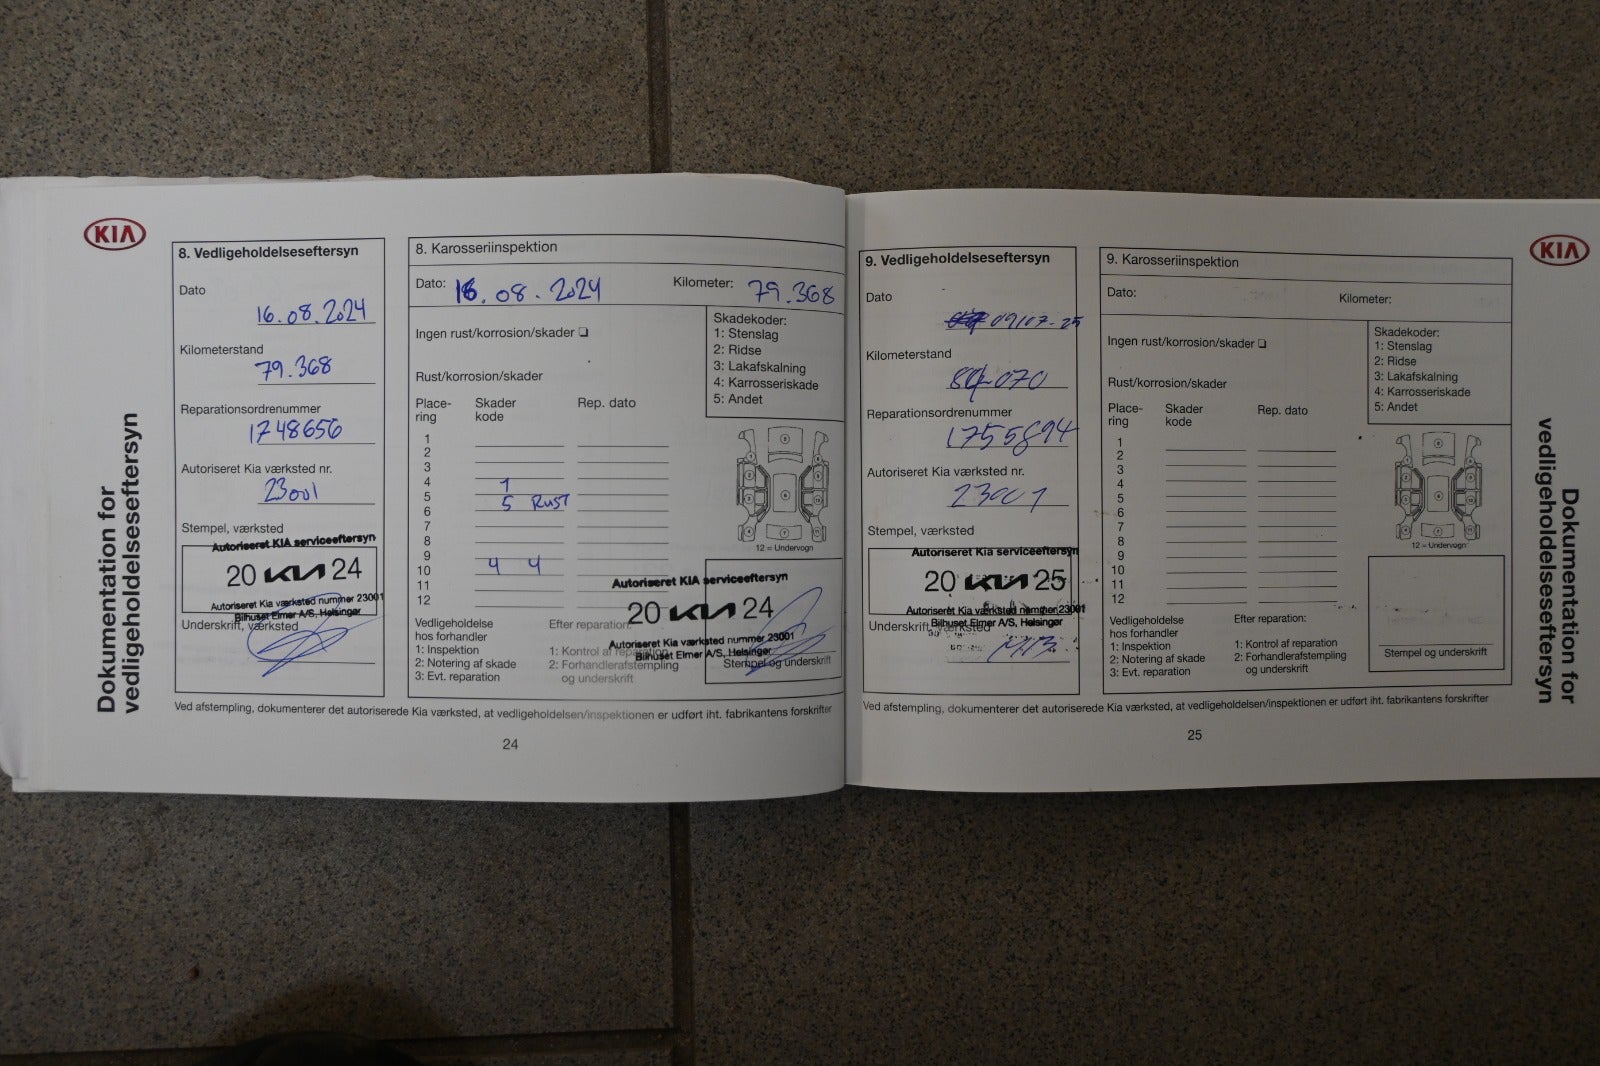 KIA
Dokumentation for
vedligeholdelseseftersyn
8. Vedligeholdelseseftersyn
Dato
16.08.2024
Kilometerstand
79.368
Reparationsordrenummer
1748656
Autoriseret Kia værksted nr.
23001
Stempel, værksted
Autoriseret KIA serviceeftersyn
20 KIA 24
Autoriseret Kia værksted nummer 23001
Bilhuset Elmer A/S, Helsingør
Underskrift, værksted
8. Karosseriinspektion
Dato: 16.08.2024
Kilometer: 79.368
Ingen rust/korrosion/skader
Rust/korrosion/skader
Skadekoder:
1: Stenslag
2: Ridse
3: Lakafskalning
4: Karrosseriskade
5: Andet
Place-
ring
Skader
kode
Rep. dato
1
2
3
4 1
5 5 Rust
6
7
8
9
10 4 4
11
12
12 = Undervogn
Vedligeholdelse
hos forhandler
1: Inspektion
2: Notering af skade
3: Evt. reparation
Efter reparation:
1: Kontrol af reparation
2: Forhandlerafstempling
og underskrift
Autoriseret KIA serviceeftersyn
20 KIA 24
Autoriseret Kia værksted nummer 23001
Bilhuset Elmer A/S, Helsingør
Stempel og underskrift
Ved afstempling, dokumenterer det autoriserede Kia værksted, at vedligeholdelsen/inspektionen er udført iht. fabrikantens forskrifter
24
9. Vedligeholdelseseftersyn
Dato
09/07-25
Kilometerstand
Reparationsordrenummer
1755894
Autoriseret Kia værksted nr.
23001
Stempel, værksted
Autoriseret Kia serviceeftersyn
20 KIA 25
Autoriseret Kia værksted nummer 23001
Bilhuset Elmer A/S, Helsingør
Underskrift, værksted
9. Karosseriinspektion
Dato:
Kilometer:
Ingen rust/korrosion/skader
Rust/korrosion/skader
Skadekoder:
1: Stenslag
2: Ridse
3: Lakafskalning
4: Karrosseriskade
5: Andet
Place-
ring
Skader
kode
Rep. dato
1
2
3
4
5
6
7
8
9
10
11
12
12 = Undervogn
Vedligeholdelse
hos forhandler
1: Inspektion
2: Notering af skade
3: Evt. reparation
Efter reparation:
1: Kontrol af reparation
2: Forhandlerafstempling
og underskrift
Stempel og underskrift
Ved afstempling, dokumenterer det autoriserede Kia værksted, at vedligeholdelsen/inspektionen er udført iht. fabrikantens forskrifter
25
KIA
Dokumentation for
vedligeholdelseseftersyn